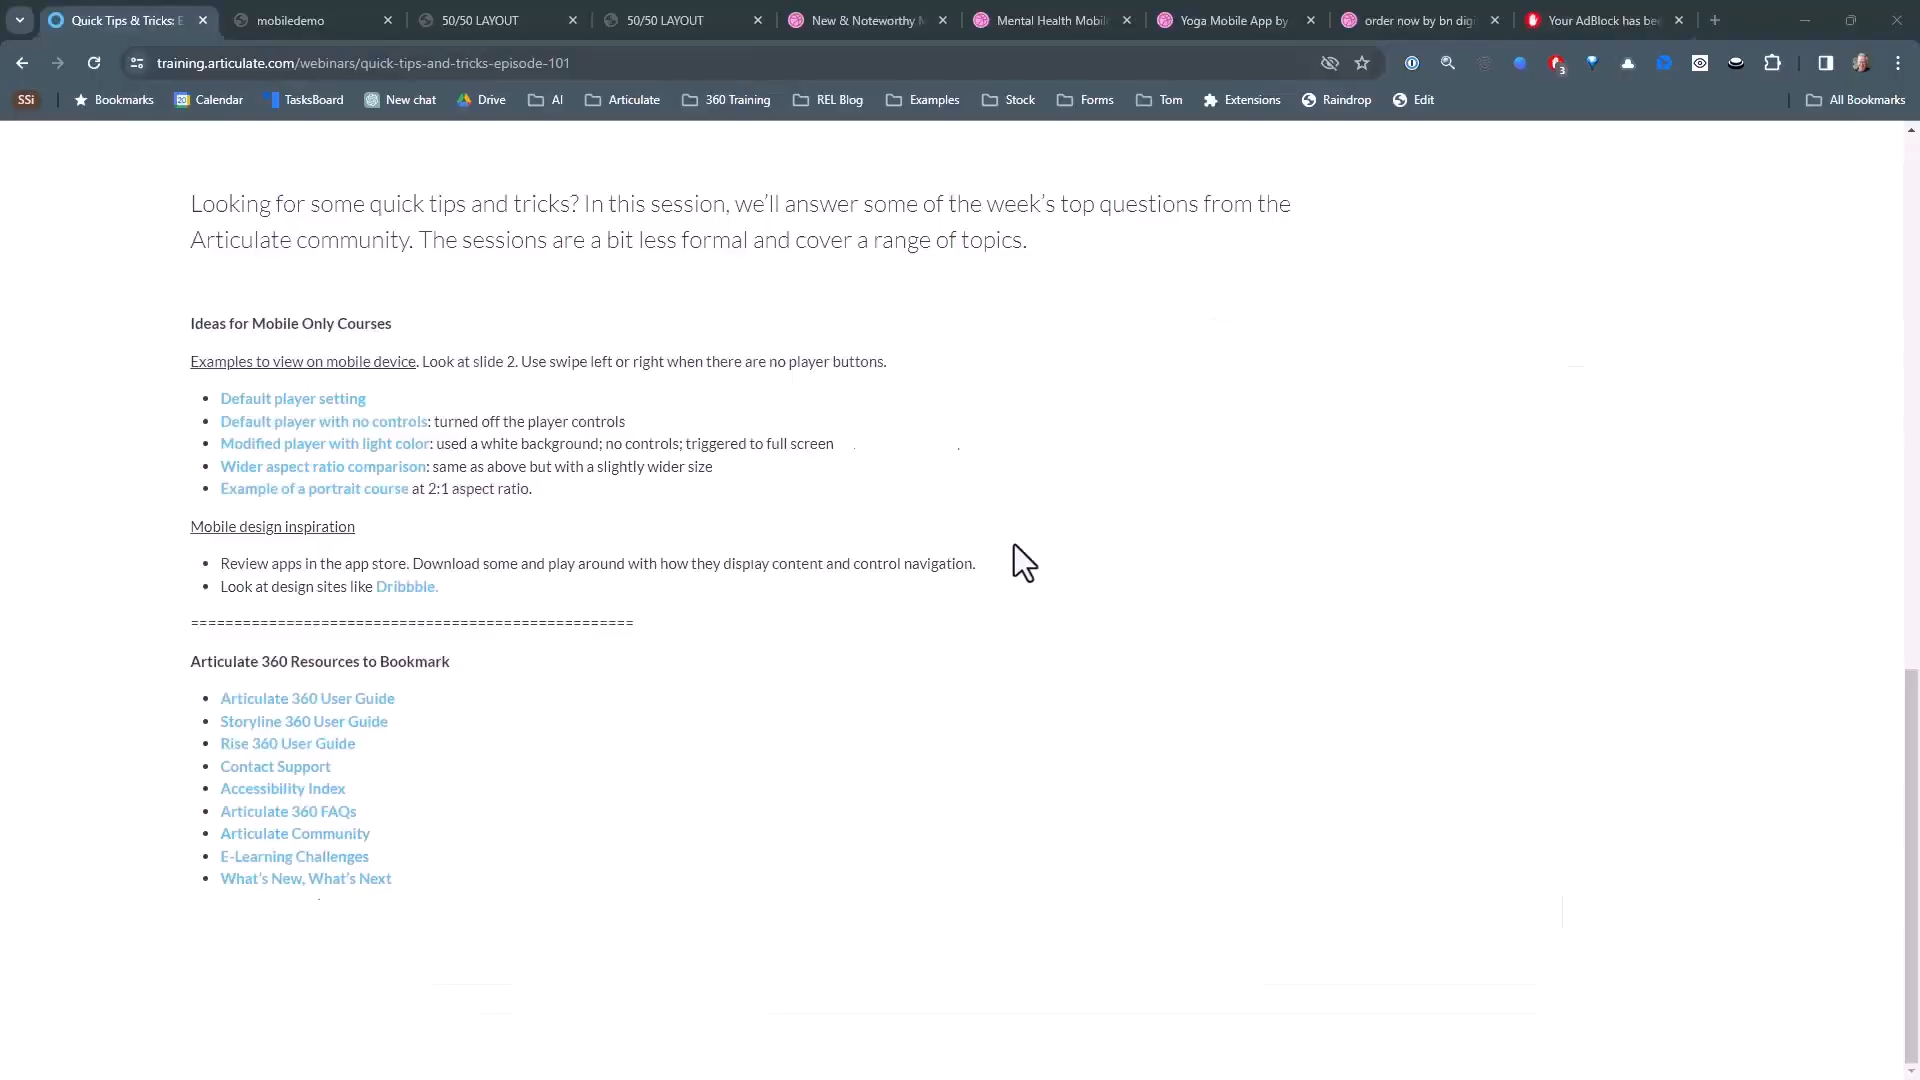 Quick Tips & Tricks: E
mobiledemo
50/50 LAYOUT
50/50 LAYOUT
New & Noteworthy M
Mental Health Mobile
Yoga Mobile App by
order now by bn digi
Your AdBlock has bee
training.articulate.com/webinars/quick-tips-and-tricks-episode-101
3
SSi
Bookmarks
Calendar
TasksBoard
New chat
Drive
AI
Articulate
360 Training
REL Blog
Examples
Stock
Forms
Tom
Extensions
Raindrop
Edit
All Bookmarks
Looking for some quick tips and tricks? In this session, we’ll answer some of the week’s top questions from the
Articulate community. The sessions are a bit less formal and cover a range of topics.
Ideas for Mobile Only Courses
Examples to view on mobile device. Look at slide 2. Use swipe left or right when there are no player buttons.
• Default player setting
• Default player with no controls: turned off the player controls
• Modified player with light color: used a white background; no controls; triggered to full screen
• Wider aspect ratio comparison: same as above but with a slightly wider size
• Example of a portrait course at 2:1 aspect ratio.
Mobile design inspiration
• Review apps in the app store. Download some and play around with how they display content and control navigation.
• Look at design sites like Dribbble.
===================================================
Articulate 360 Resources to Bookmark
• Articulate 360 User Guide
• Storyline 360 User Guide
• Rise 360 User Guide
• Contact Support
• Accessibility Index
• Articulate 360 FAQs
• Articulate Community
• E-Learning Challenges
• What’s New, What’s Next